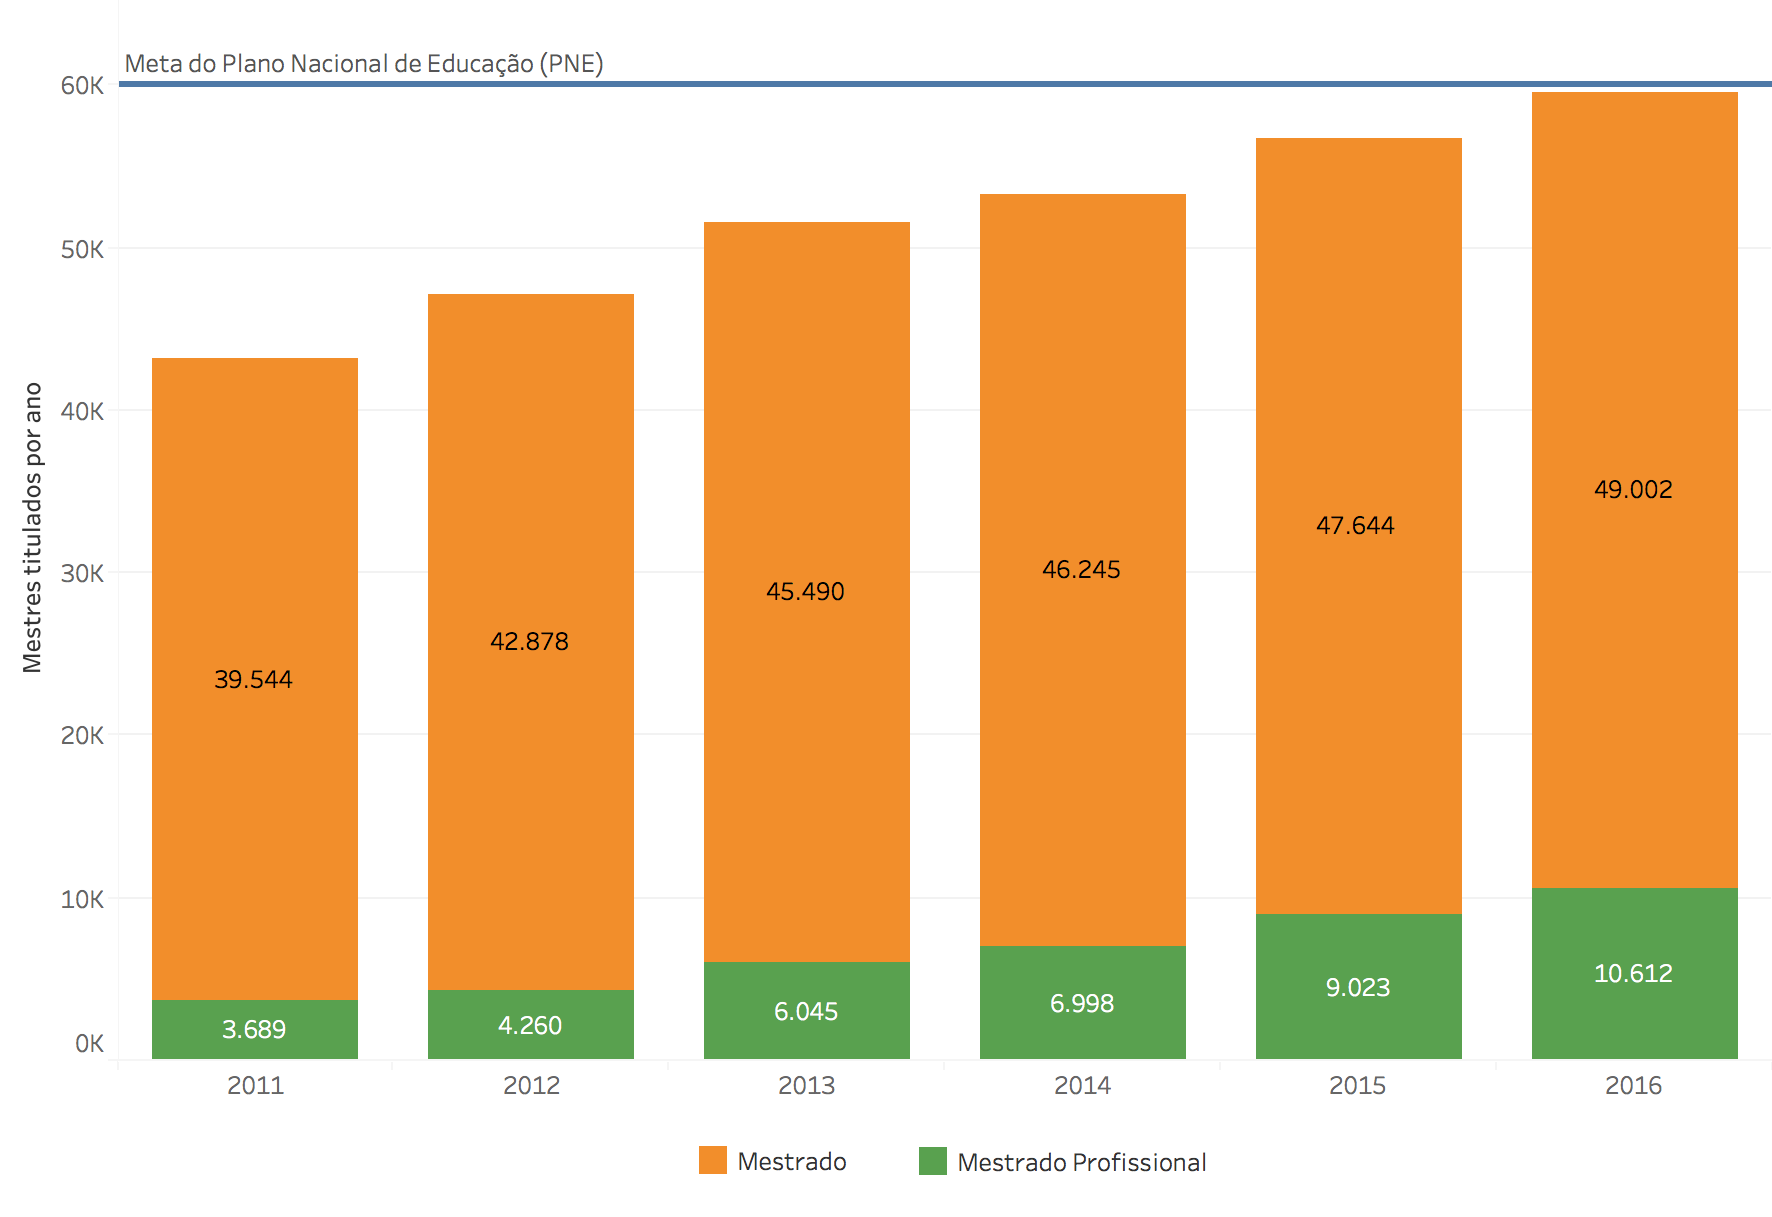 Meta do Plano Nacional de Educação (PNE)
60K
50K
40K
30K
20K
10K
0K
Mestres titulados por ano
39.544
42.878
45.490
46.245
47.644
49.002
3.689
4.260
6.045
6.998
9.023
10.612
2011
2012
2013
2014
2015
2016
Mestrado
Mestrado Profissional